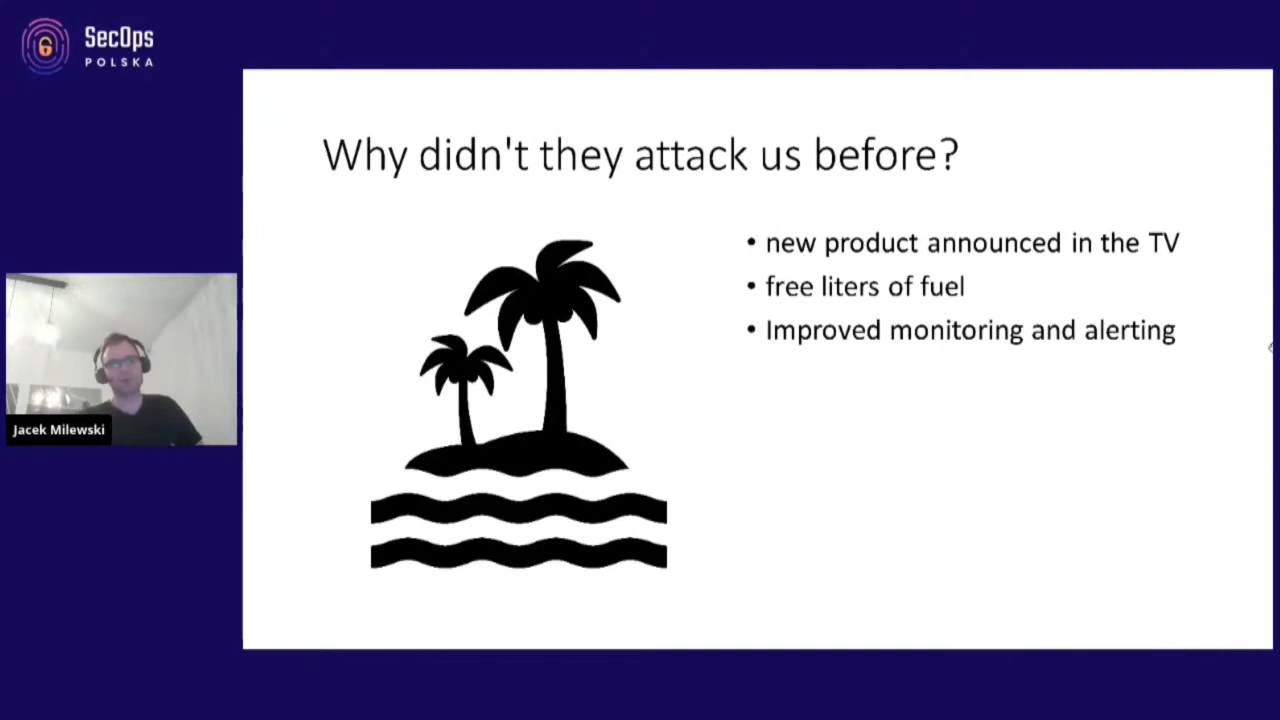 SecOps
POLSKA
Why didn't they attack us before?
• new product announced in the TV
• free liters of fuel
• Improved monitoring and alerting
Jacek Milewski